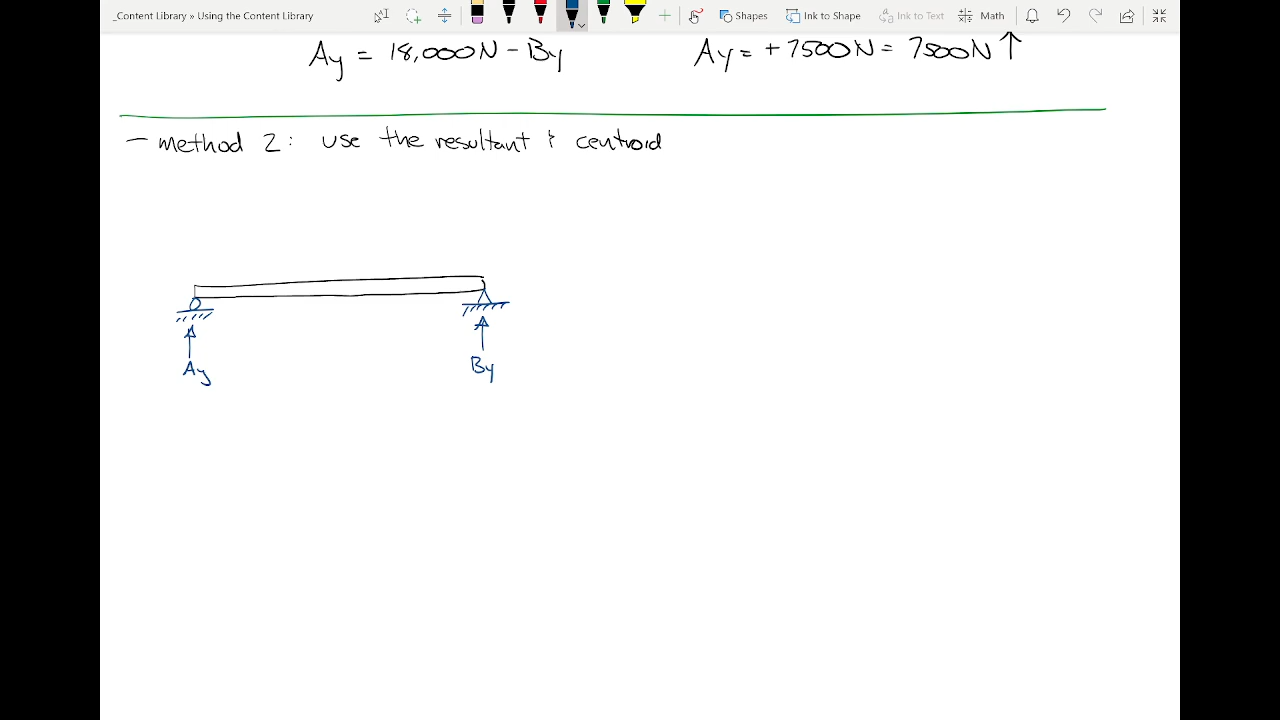 _Content Library » Using the Content Library
Shapes
Ink to Shape
Ink to Text
Math
Ay = 18,000N - By
Ay = +7500N = 7500N ↑
- method 2: use the resultant & centroid
Ay
By